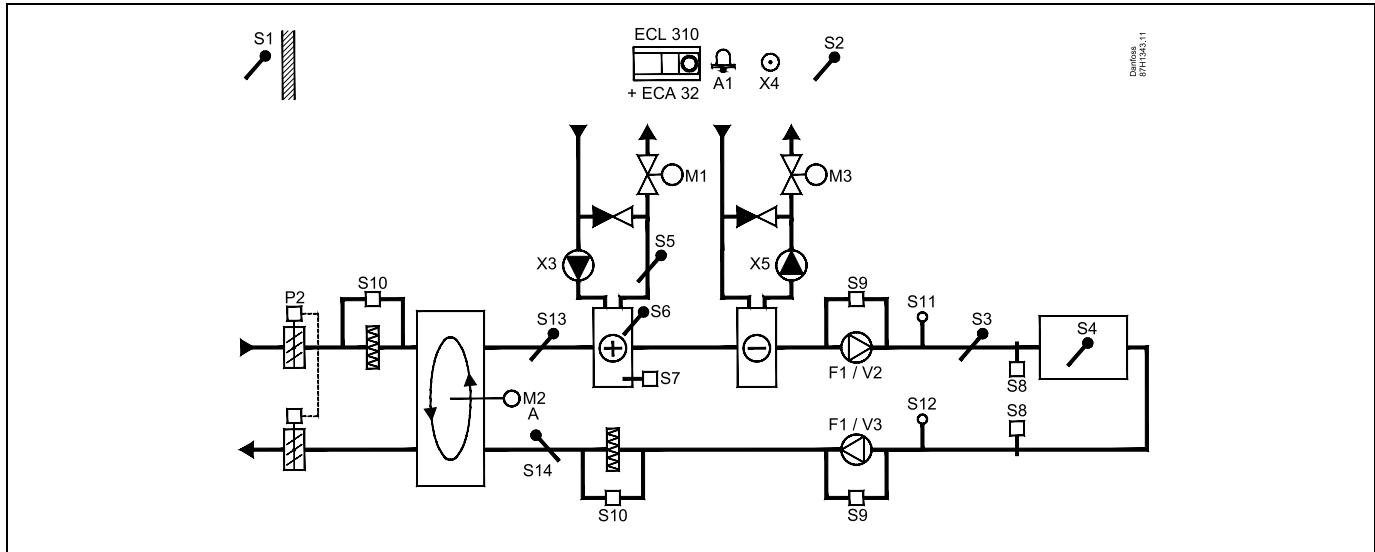 S1
ECL 310
+ ECA 32
A1
X4
S2
Danfoss
87H1343.11
M1
M3
S5
X3
X5
P2
S10
S13
S6
S7
S9
S11
S3
S4
F1 / V2
S8
M2
A
S14
S10
F1 / V3
S12
S8
S9